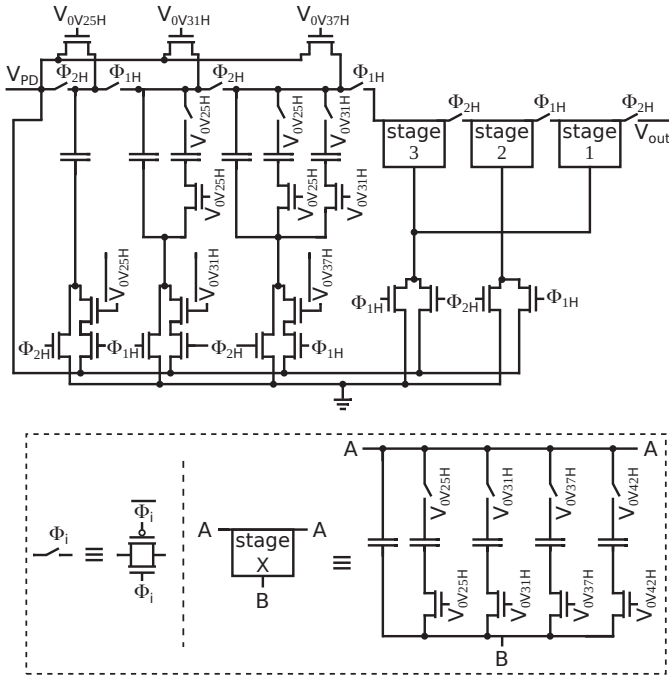 V0V25H V0V31H V0V37H
VPD Φ2H Φ1H Φ2H Φ1H
V0V25H V0V25H V0V31H
Φ2H Φ1H Φ2H
stage 3 stage 2 stage 1
Vout
V0V25H V0V25H V0V31H
V0V25H V0V31H V0V37H
Φ1H Φ2H Φ1H
Φ2H Φ1H Φ2H Φ1H
A A
V0V25H V0V31H V0V37H V0V42H
Φi
Φi ≡ A stage X A ≡
Φi
B
V0V25H V0V31H V0V37H V0V42H
B